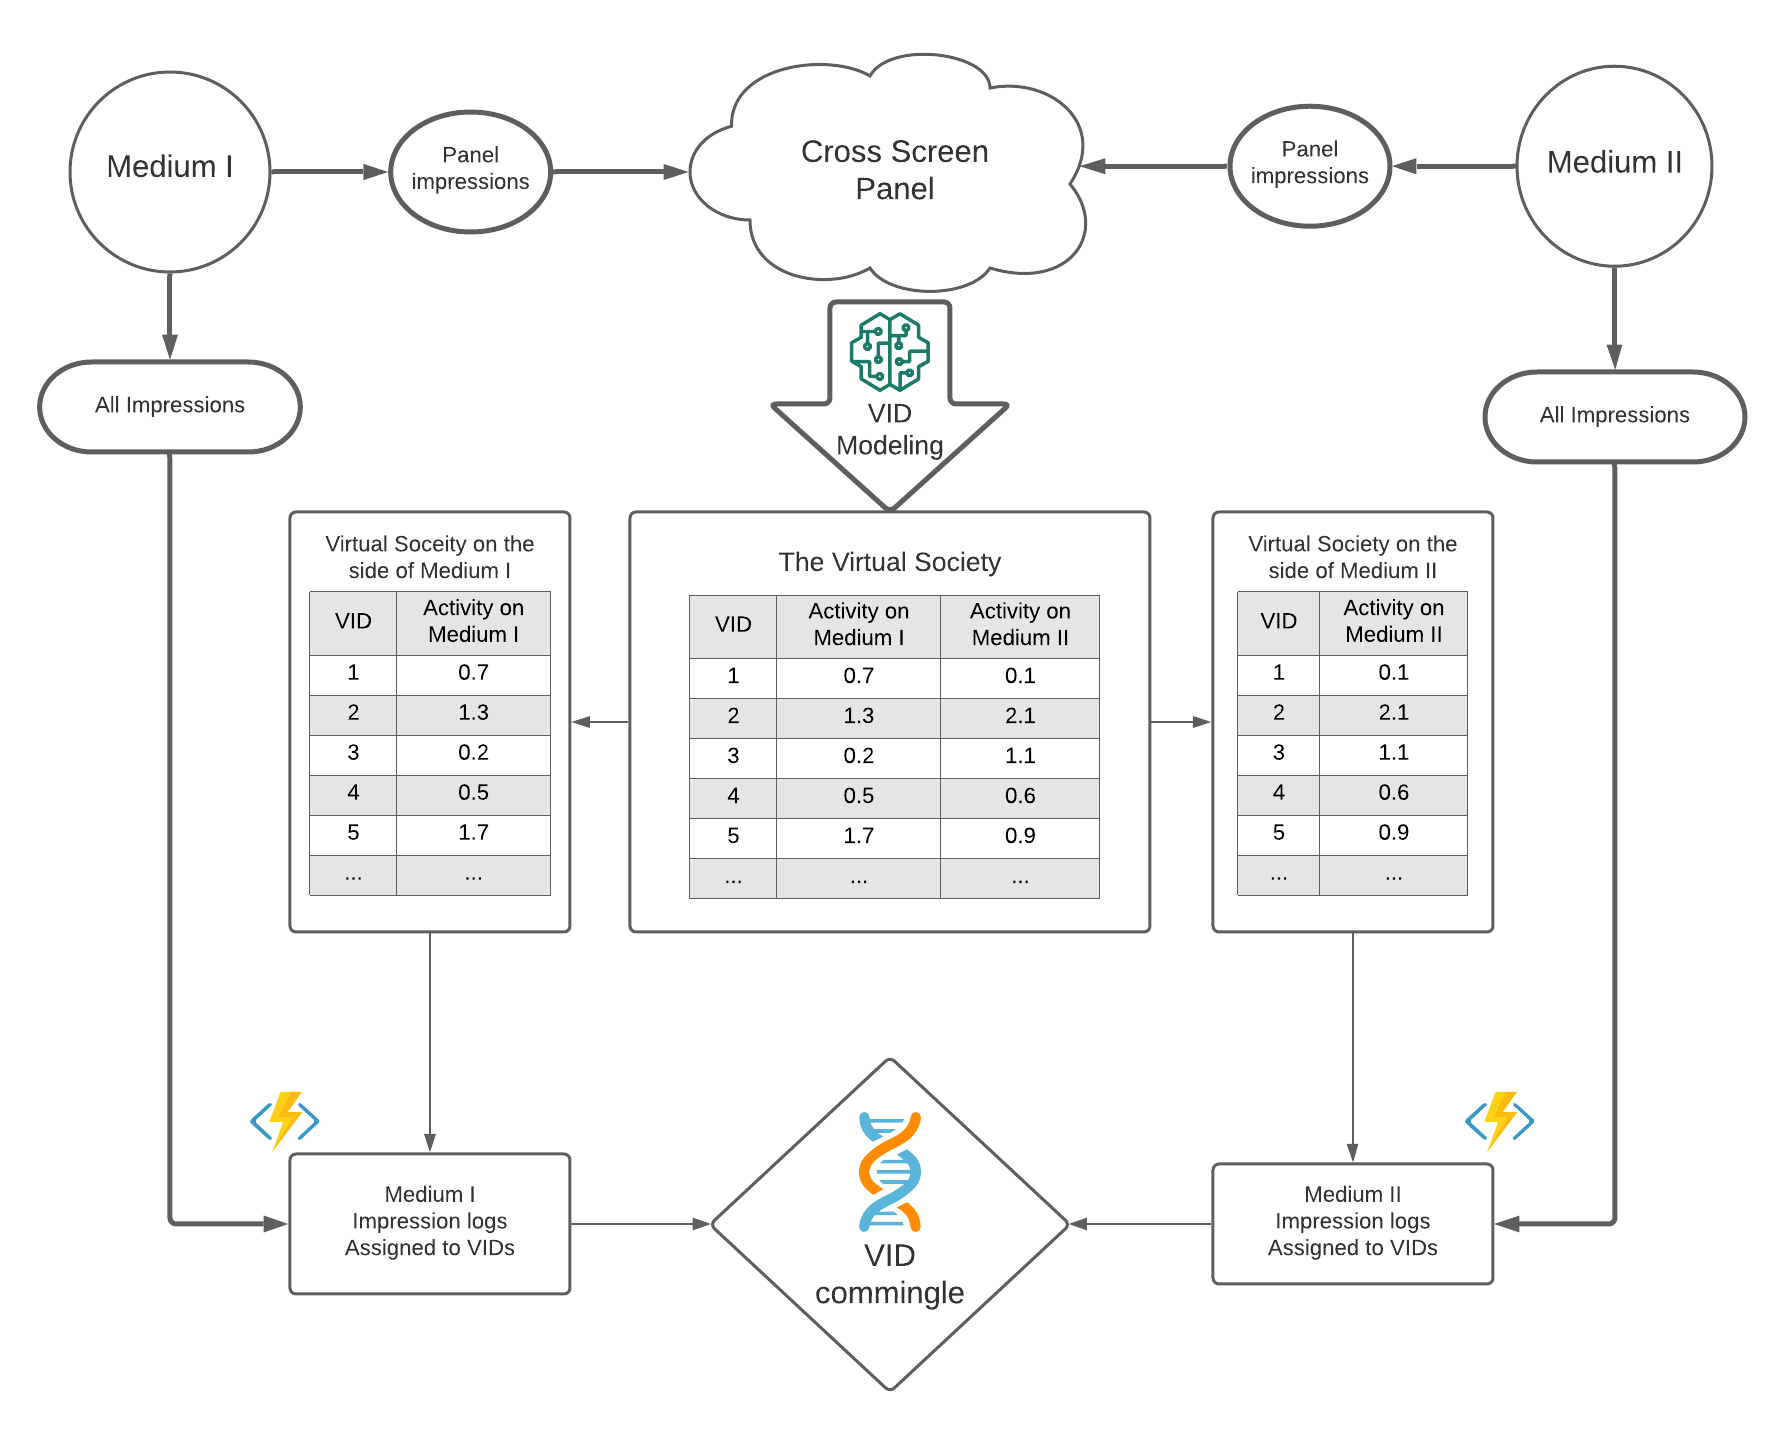 Medium I
Panel
impressions
Cross Screen
Panel
Panel
impressions
Medium II
All Impressions
All Impressions
VID
Modeling
Virtual Soceity on the
side of Medium I
VID
Activity on
Medium I
1 0.7
2 1.3
3 0.2
4 0.5
5 1.7
... ...
The Virtual Society
VID
Activity on
Medium I
Activity on
Medium II
1 0.7 0.1
2 1.3 2.1
3 0.2 1.1
4 0.5 0.6
5 1.7 0.9
... ... ...
Virtual Society on the
side of Medium II
VID
Activity on
Medium II
1 0.1
2 2.1
3 1.1
4 0.6
5 0.9
... ...
Medium I
Impression logs
Assigned to VIDs
VID
commingle
Medium II
Impression logs
Assigned to VIDs